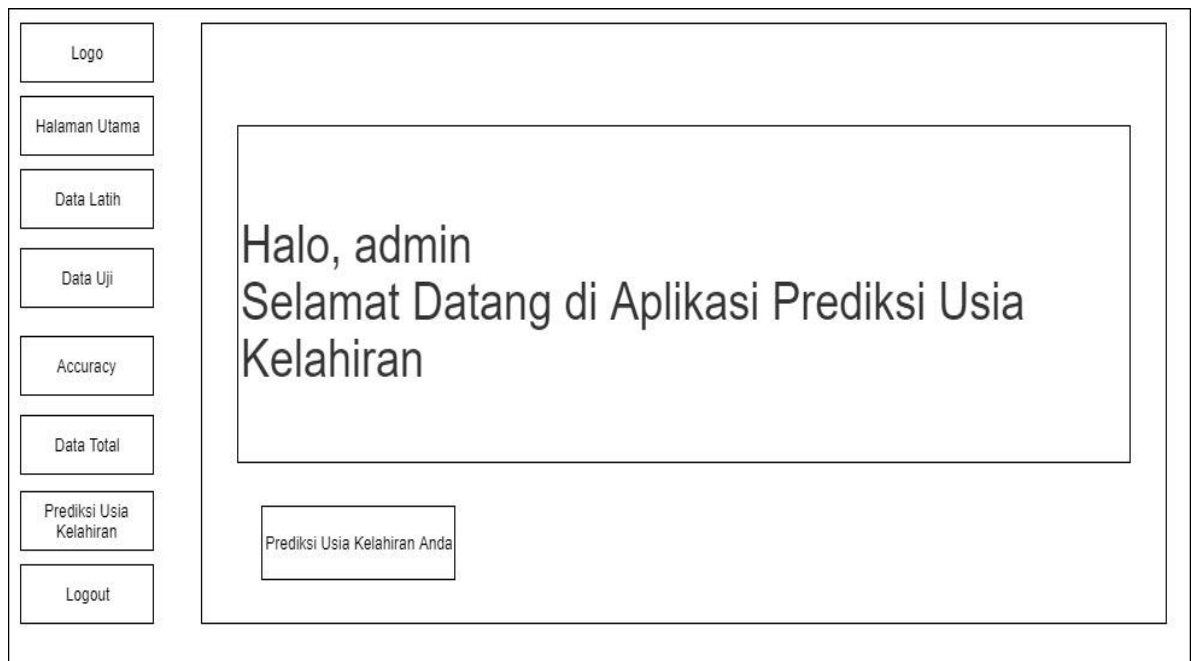 Logo
Halaman Utama
Data Latih
Data Uji
Accuracy
Data Total
Prediksi Usia
Kelahiran
Logout
Halo, admin
Selamat Datang di Aplikasi Prediksi Usia
Kelahiran
Prediksi Usia Kelahiran Anda